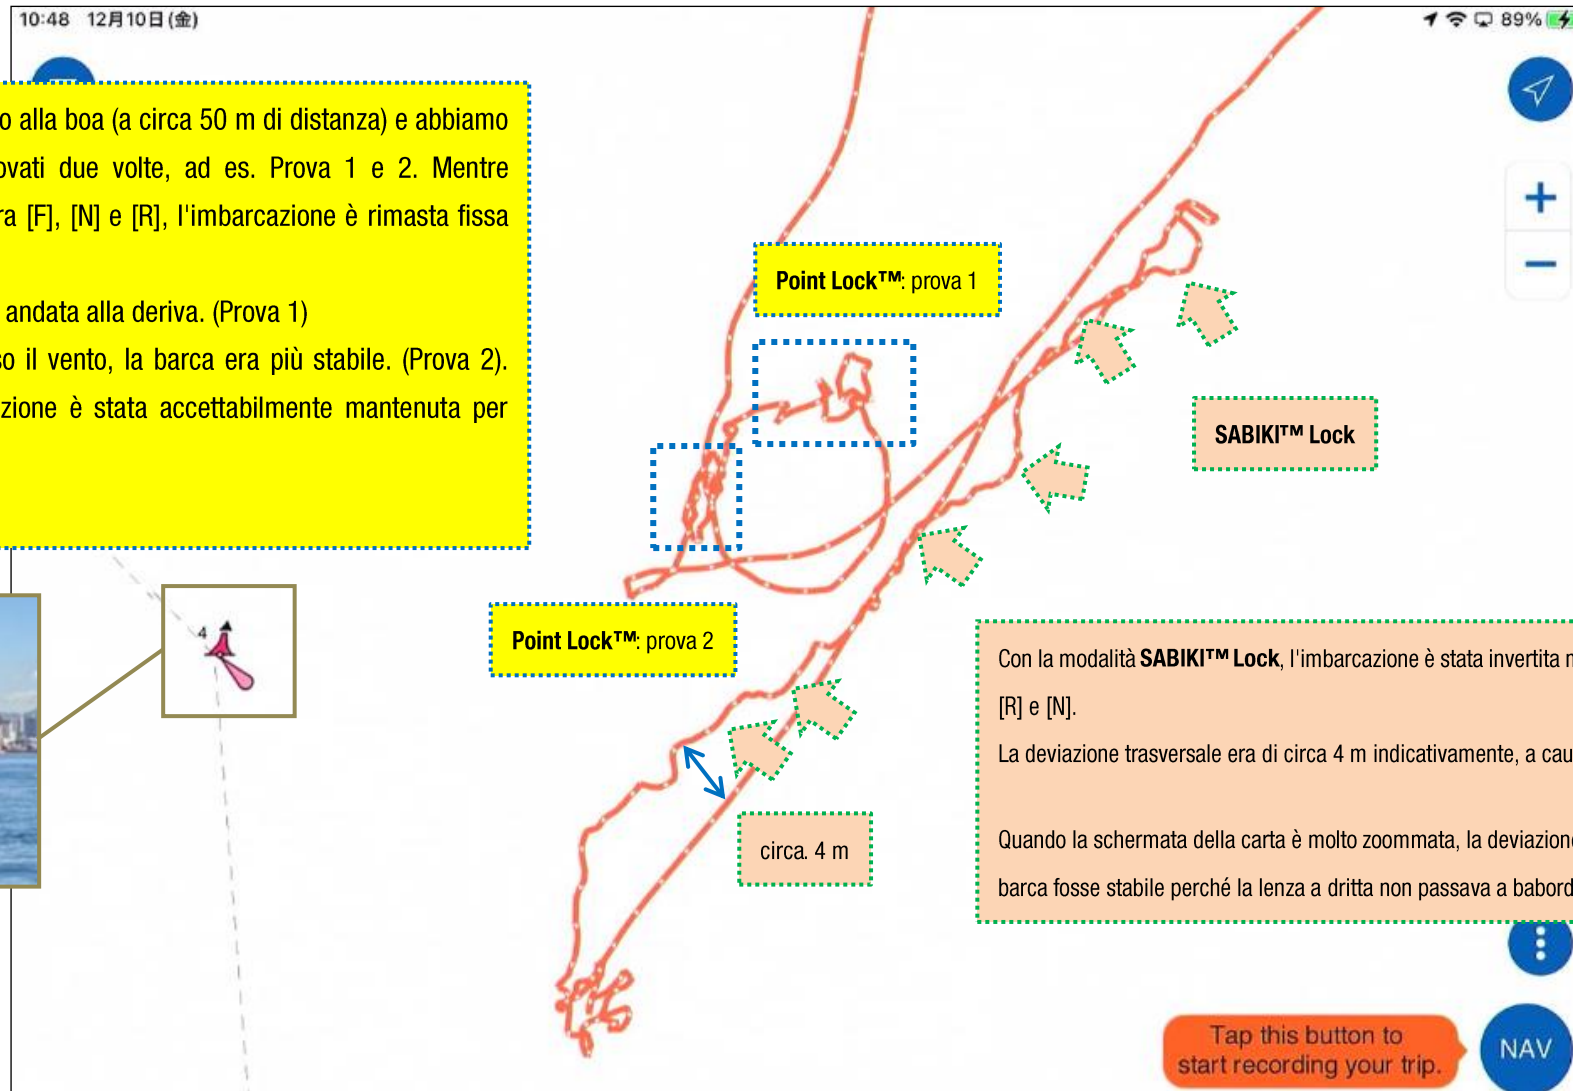 10:48 12月10日(金)
89%
o alla boa (a circa 50 m di distanza) e abbiamo
ovati due volte, ad es. Prova 1 e 2. Mentre
ra [F], [N] e [R], l'imbarcazione è rimasta fissa
andata alla deriva. (Prova 1)
so il vento, la barca era più stabile. (Prova 2).
zione è stata accettabilmente mantenuta per
Point Lock™: prova 1
SABIKI™ Lock
Point Lock™: prova 2
4
Con la modalità SABIKI™ Lock, l'imbarcazione è stata invertita
[R] e [N].
La deviazione trasversale era di circa 4 m indicativamente, a cau
Quando la schermata della carta è molto zoommata, la deviazione
barca fosse stabile perché la lenza a dritta non passava a babord
circa. 4 m
Tap this button to
start recording your trip.
NAV